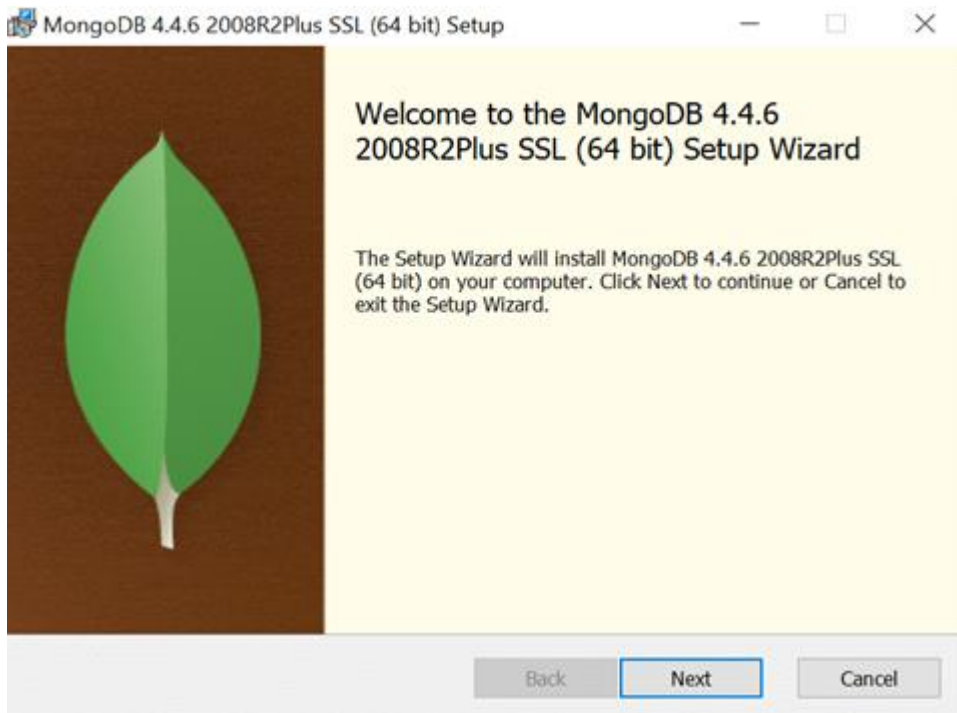 MongoDB 4.4.6 2008R2Plus SSL (64 bit) Setup
Welcome to the MongoDB 4.4.6
2008R2Plus SSL (64 bit) Setup Wizard
The Setup Wizard will install MongoDB 4.4.6 2008R2Plus SSL
(64 bit) on your computer. Click Next to continue or Cancel to
exit the Setup Wizard.
Back Next Cancel